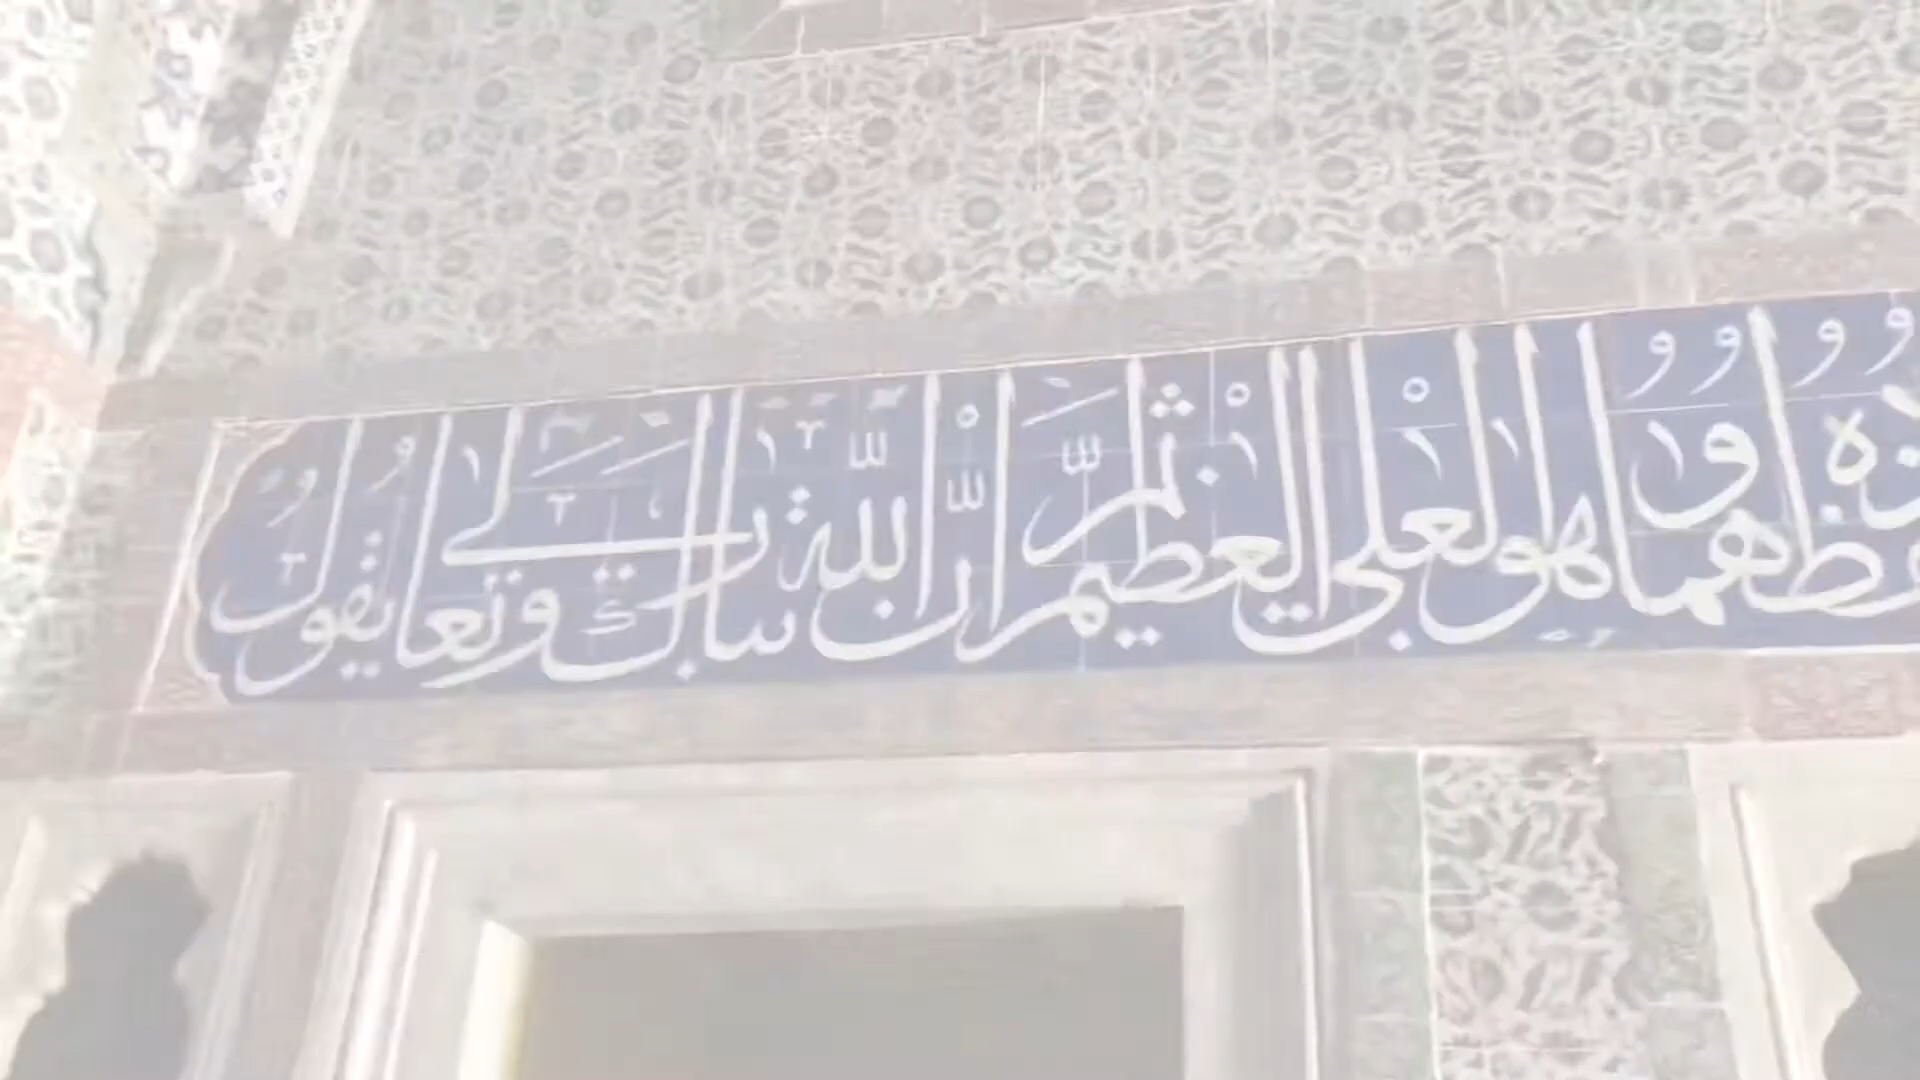 وهو العلي العظيم ثم ان الله تبارك وتعالى يقول